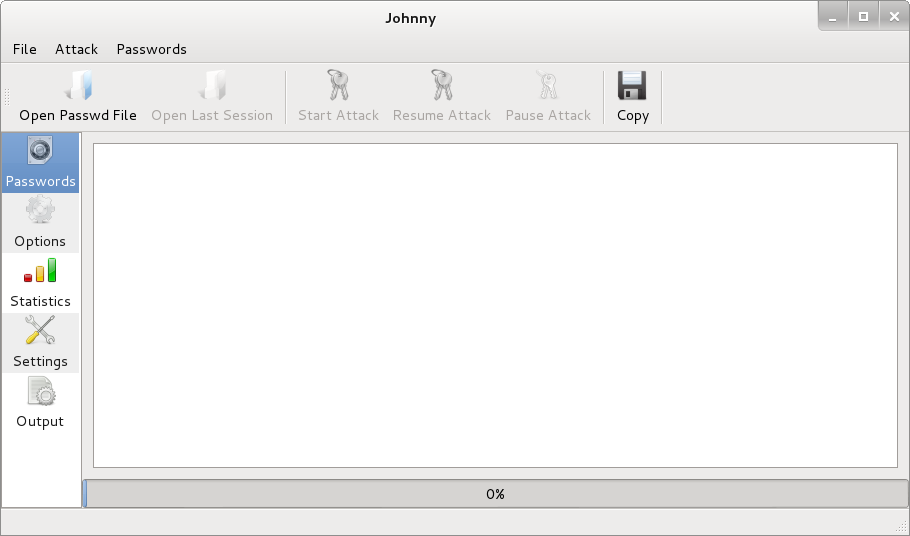 Johnny
File Attack Passwords
Open Passwd File Open Last Session Start Attack Resume Attack Pause Attack Copy
Passwords
Options
Statistics
Settings
Output
0%